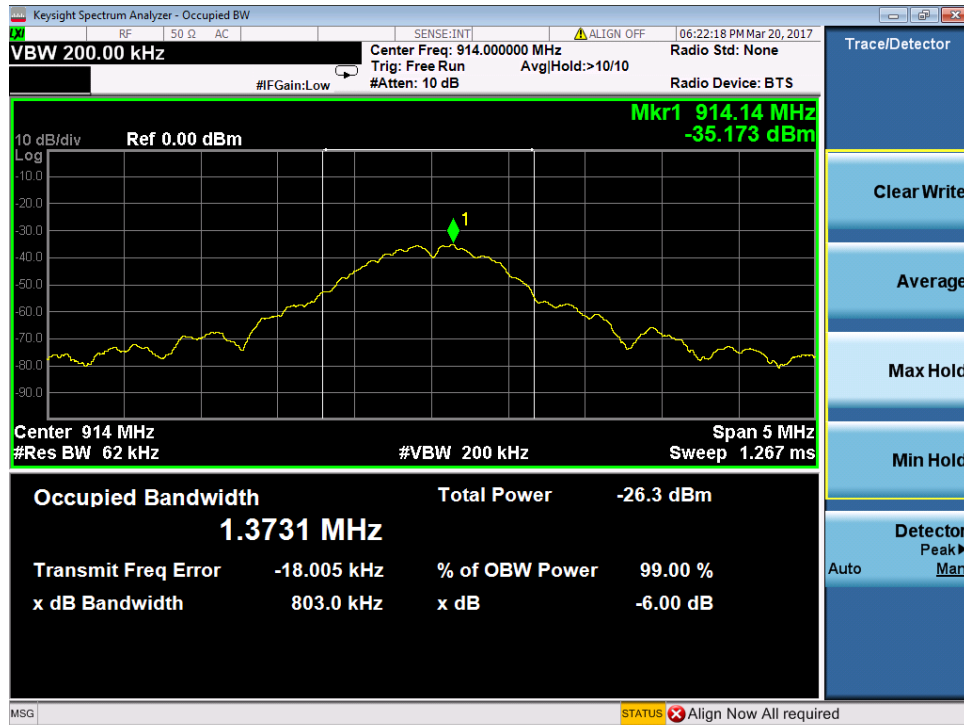 Keysight Spectrum Analyzer - Occupied BW
LXI RF 50 Ω AC SENSE:INT ALIGN OFF 06:22:18 PM Mar 20, 2017
VBW 200.00 kHz
Center Freq: 914.000000 MHz Radio Std: None
Trig: Free Run Avg|Hold:>10/10
#IFGain:Low #Atten: 10 dB Radio Device: BTS
Mkr1 914.14 MHz
-35.173 dBm
10 dB/div Ref 0.00 dBm
Log
-10.0
-20.0
-30.0
-40.0
-50.0
-60.0
-70.0
-80.0
-90.0
1
Center 914 MHz Span 5 MHz
#Res BW 62 kHz #VBW 200 kHz Sweep 1.267 ms
Occupied Bandwidth Total Power -26.3 dBm
1.3731 MHz
Transmit Freq Error -18.005 kHz % of OBW Power 99.00 %
x dB Bandwidth 803.0 kHz x dB -6.00 dB
Trace/Detector
Clear Write
Average
Max Hold
Min Hold
Detector
Peak
Auto Man
MSG STATUS Align Now All required